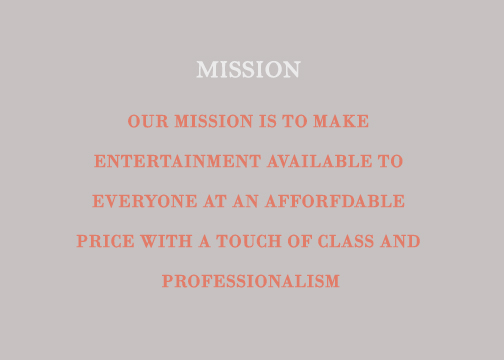 MISSION
OUR MISSION IS TO MAKE
ENTERTAINMENT AVAILABLE TO
EVERYONE AT AN AFFORFDABLE
PRICE WITH A TOUCH OF CLASS AND
PROFESSIONALISM